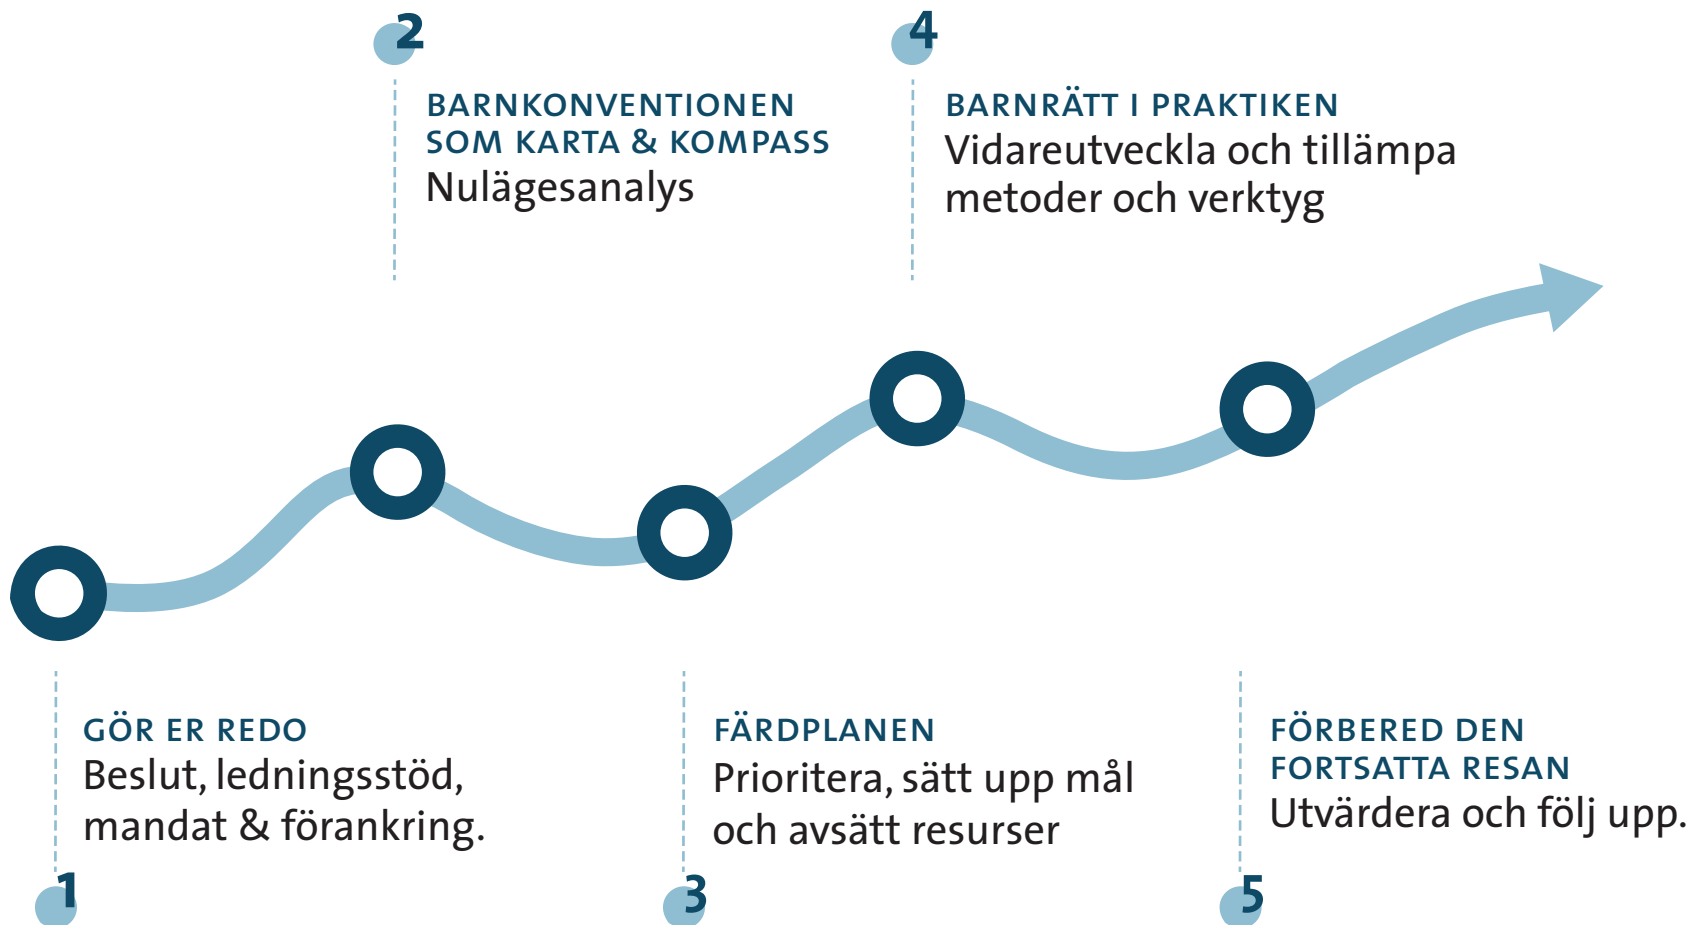 2
BARNKONVENTIONEN
SOM KARTA & KOMPASS
Nulägesanalys
4
BARNRÄTT I PRAKTIKEN
Vidareutveckla och tillämpa
metoder och verktyg
GÖR ER REDO
Beslut, ledningsstöd,
mandat & förankring.
1
FÄRDPLANEN
Prioritera, sätt upp mål
och avsätt resurser
3
FÖRBERED DEN
FORTSATTA RESAN
Utvärdera och följ upp.
5